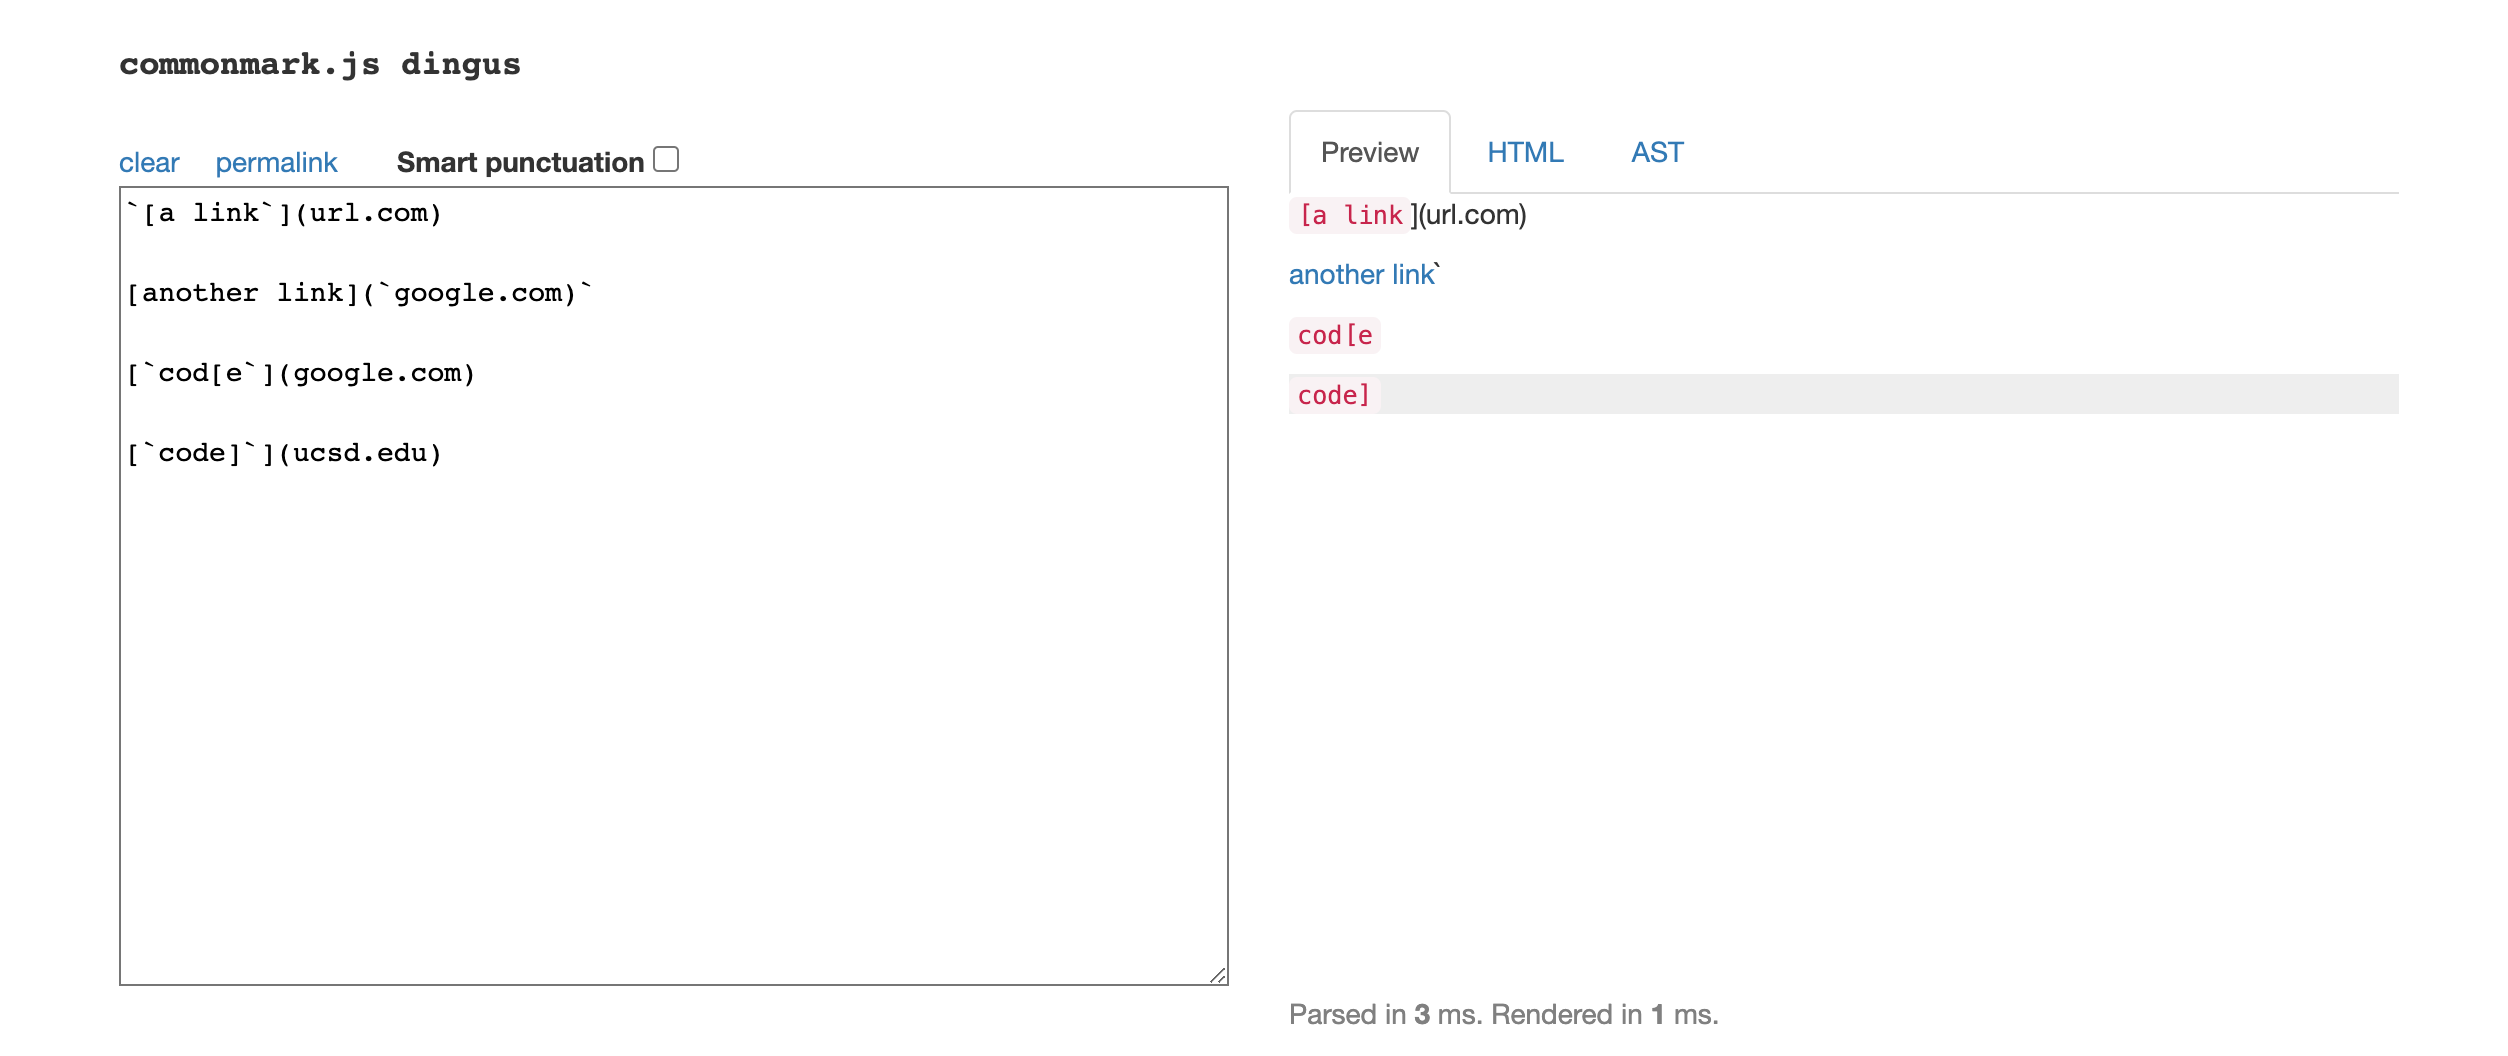 commonmark.js dingus
clear permalink Smart punctuation
`[a link`](url.com)
[another link](`google.com)`
[`cod[e`](google.com)
[`code]`](ucsd.edu)
Preview HTML AST
[a link](url.com)
another link`
cod[e
code]
Parsed in 3 ms. Rendered in 1 ms.